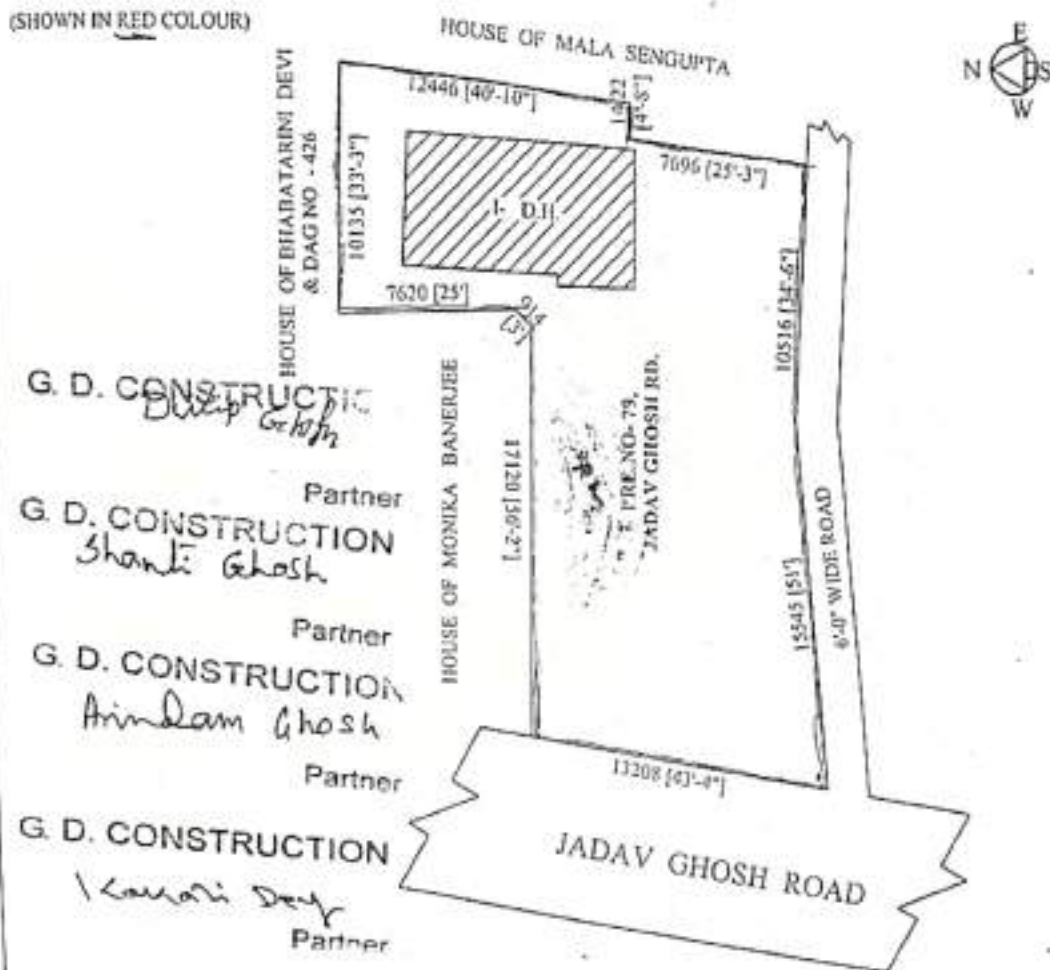 (SHOWN IN RED COLOUR)
HOUSE OF MALA SENGUPTA
E
N
S
W
HOUSE OF BHABATARINI DEVI
& DAG NO - 426
12446 [40'-10"]
1422
[4'-8"]
7696 [25'-3"]
10135 [33'-3"]
I- D.H.
7620 [25']
914
(3')
10516 [34'-6"]
HOUSE OF MONIKA BANERJEE
17120 [56'-2"]
PRE.NO- 79,
JADAV GHOSH RD.
15545 [51']
6'-0" WIDE ROAD
13208 [43'-4"]
JADAV GHOSH ROAD
G. D. CONSTRUCTIO
Dilip Ghosh
Partner
G. D. CONSTRUCTION
Shanti Ghosh
Partner
G. D. CONSTRUCTION
Arindam Ghosh
Partner
G. D. CONSTRUCTION
Partner